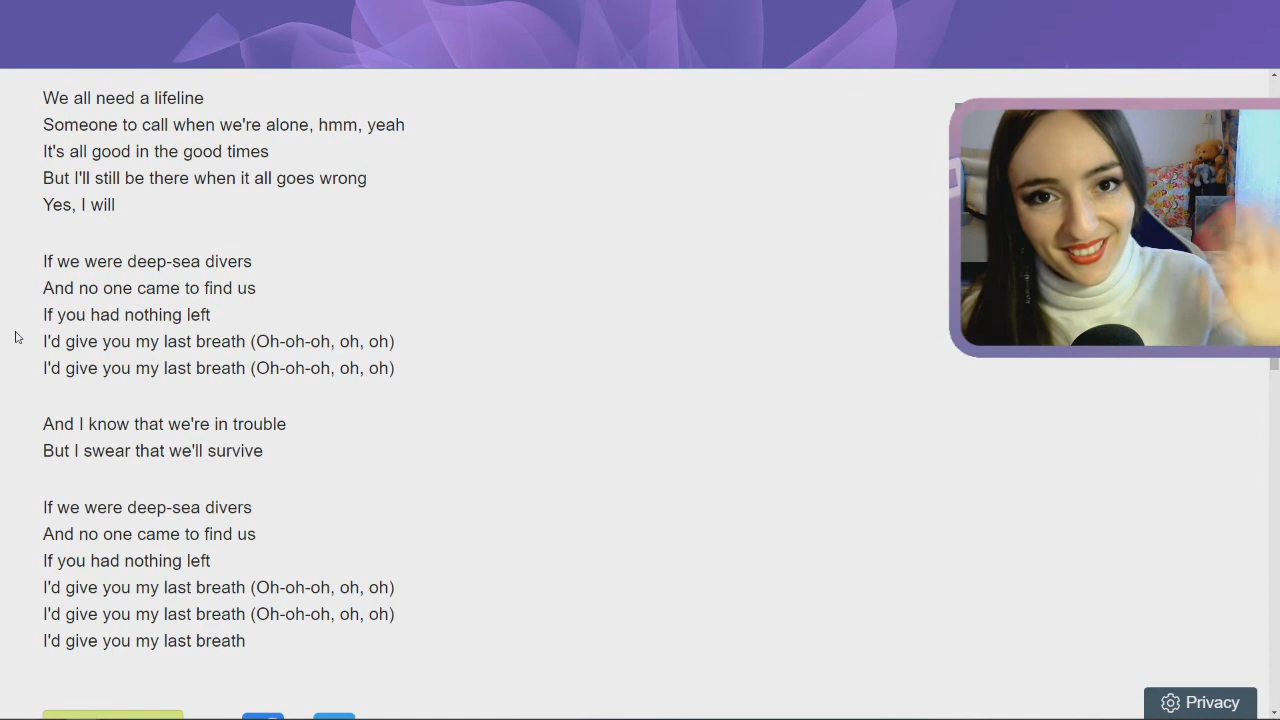 We all need a lifeline
Someone to call when we're alone, hmm, yeah
It's all good in the good times
But I'll still be there when it all goes wrong
Yes, I will
If we were deep-sea divers
And no one came to find us
If you had nothing left
I'd give you my last breath (Oh-oh-oh, oh, oh)
I'd give you my last breath (Oh-oh-oh, oh, oh)
And I know that we're in trouble
But I swear that we'll survive
If we were deep-sea divers
And no one came to find us
If you had nothing left
I'd give you my last breath (Oh-oh-oh, oh, oh)
I'd give you my last breath (Oh-oh-oh, oh, oh)
I'd give you my last breath
Privacy